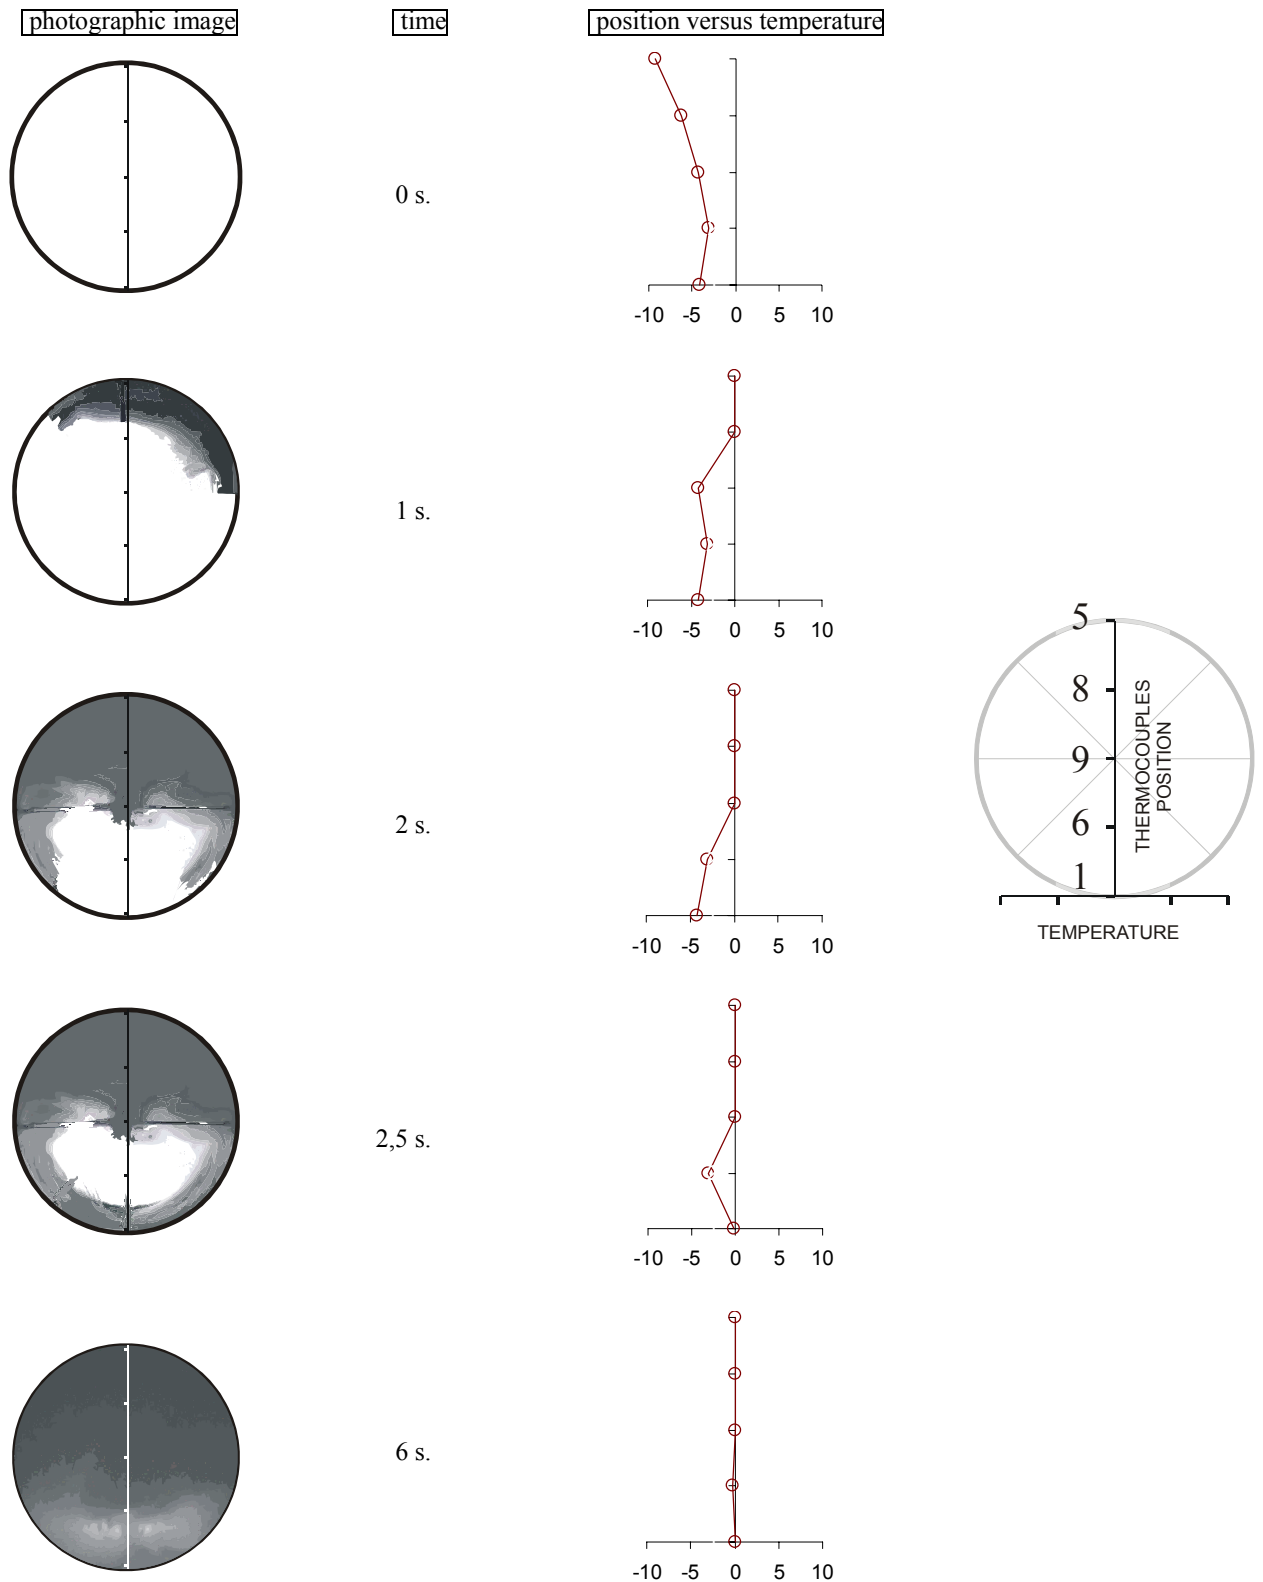 photographic image time position versus temperature
0 s.
-10 -5 0 5 10
1 s.
-10 -5 0 5 10
5
8
9
6
1
THERMOCOUPLES
POSITION
TEMPERATURE
2 s.
-10 -5 0 5 10
2,5 s.
-10 -5 0 5 10
6 s.
-10 -5 0 5 10